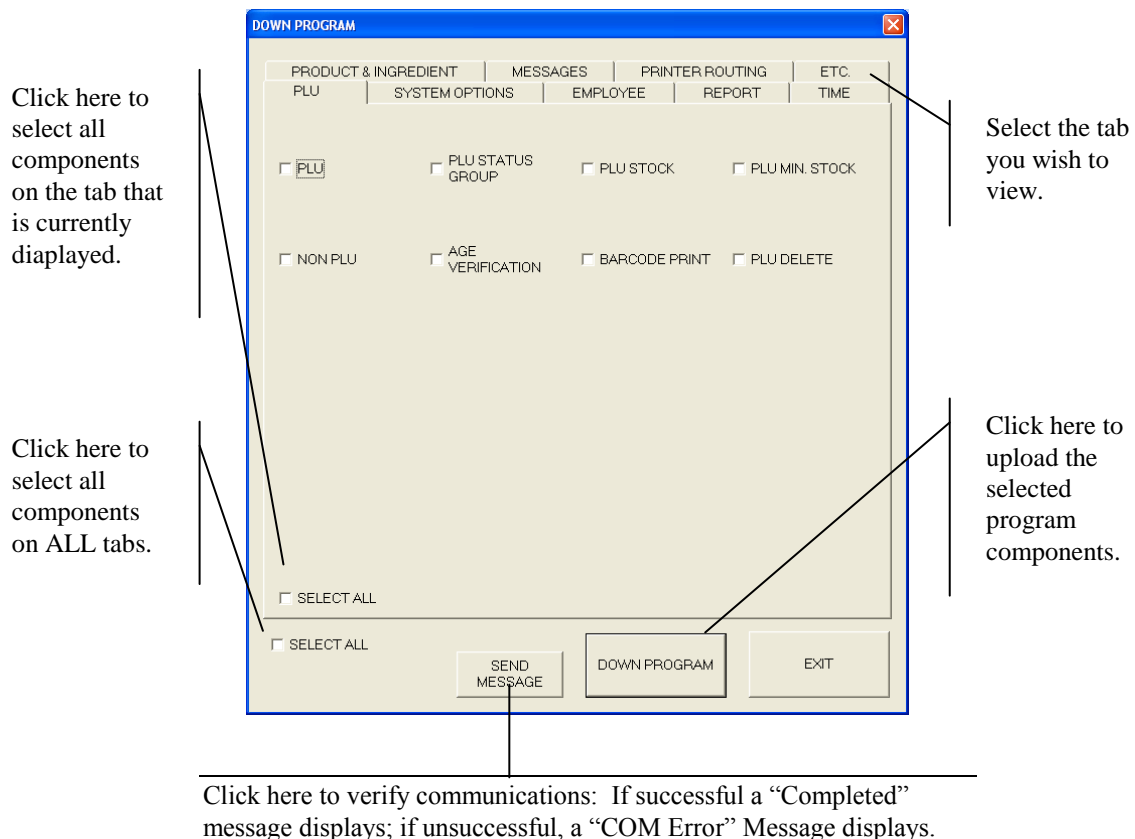 DOWN PROGRAM
PRODUCT & INGREDIENT MESSAGES PRINTER ROUTING ETC.
PLU SYSTEM OPTIONS EMPLOYEE REPORT TIME
Click here to
select all
components
on the tab that
is currently
diaplayed.
Select the tab
you wish to
view.
PLU
PLU STATUS
GROUP
PLU STOCK
PLU MIN. STOCK
NON PLU
AGE
VERIFICATION
BARCODE PRINT
PLU DELETE
Click here to
select all
components
on ALL tabs.
Click here to
upload the
selected
program
components.
SELECT ALL
SELECT ALL
SEND
MESSAGE
DOWN PROGRAM
EXIT
Click here to verify communications: If successful a “Completed”
message displays; if unsuccessful, a “COM Error” Message displays.